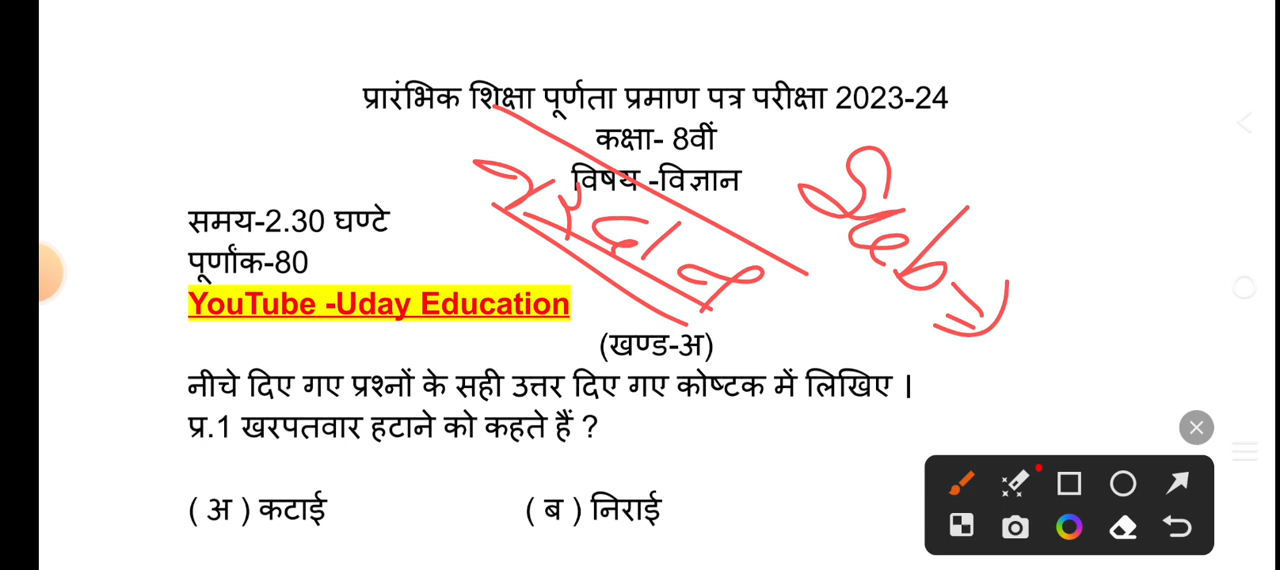 प्रारंभिक शिक्षा पूर्णता प्रमाण पत्र परीक्षा 2023-24
कक्षा- 8वीं
विषय -विज्ञान
समय-2.30 घण्टे
पूर्णांक-80
YouTube -Uday Education
(खण्ड-अ)
नीचे दिए गए प्रश्नों के सही उत्तर दिए गए कोष्टक में लिखिए ।
प्र.1 खरपतवार हटाने को कहते हैं ?
( अ ) कटाई ( ब ) निराई